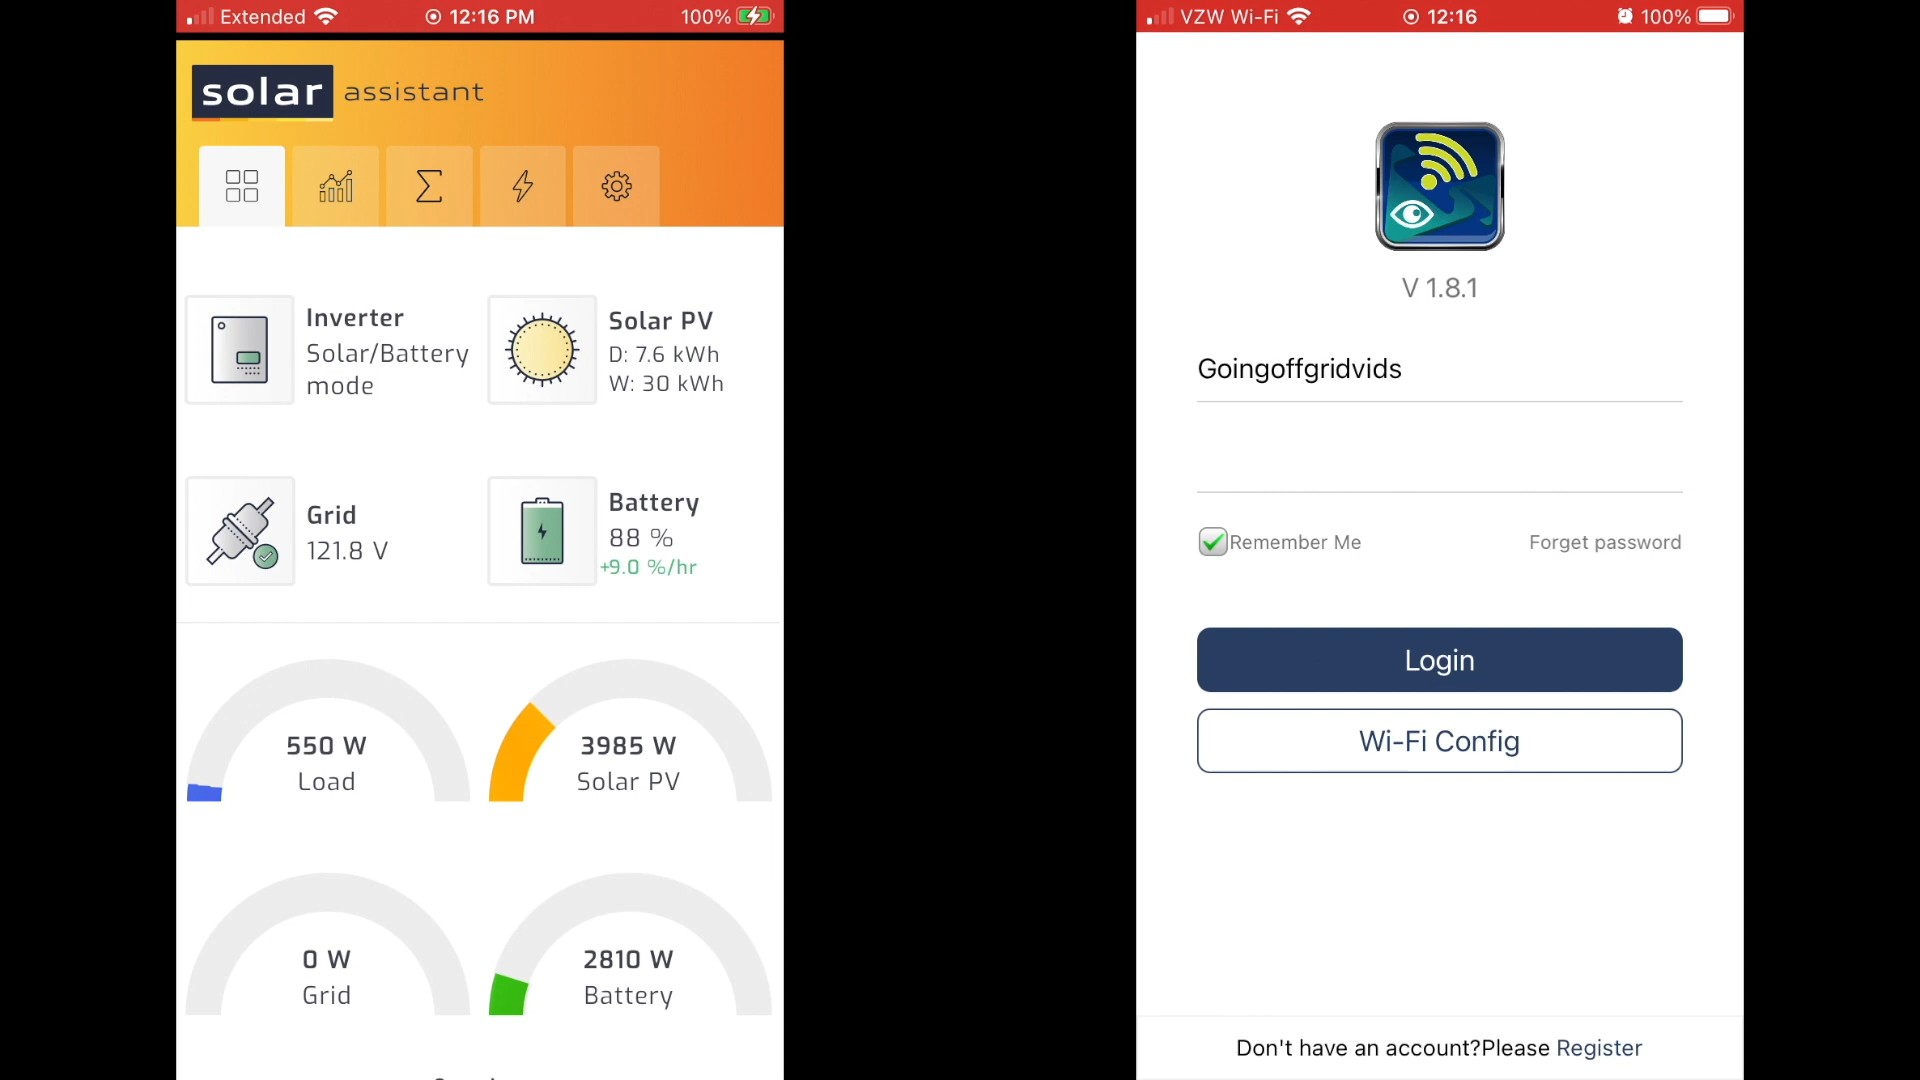 Extended 12:16 PM 100%
solar assistant
Inverter
Solar/Battery
mode
Solar PV
D: 7.6 kWh
W: 30 kWh
Grid
121.8 V
Battery
88 %
+9.0 %/hr
550 W
Load
3985 W
Solar PV
0 W
Grid
2810 W
Battery
VZW Wi-Fi 12:16 100%
V 1.8.1
Goingoffgridvids
Remember Me Forget password
Login
Wi-Fi Config
Don't have an account?Please Register